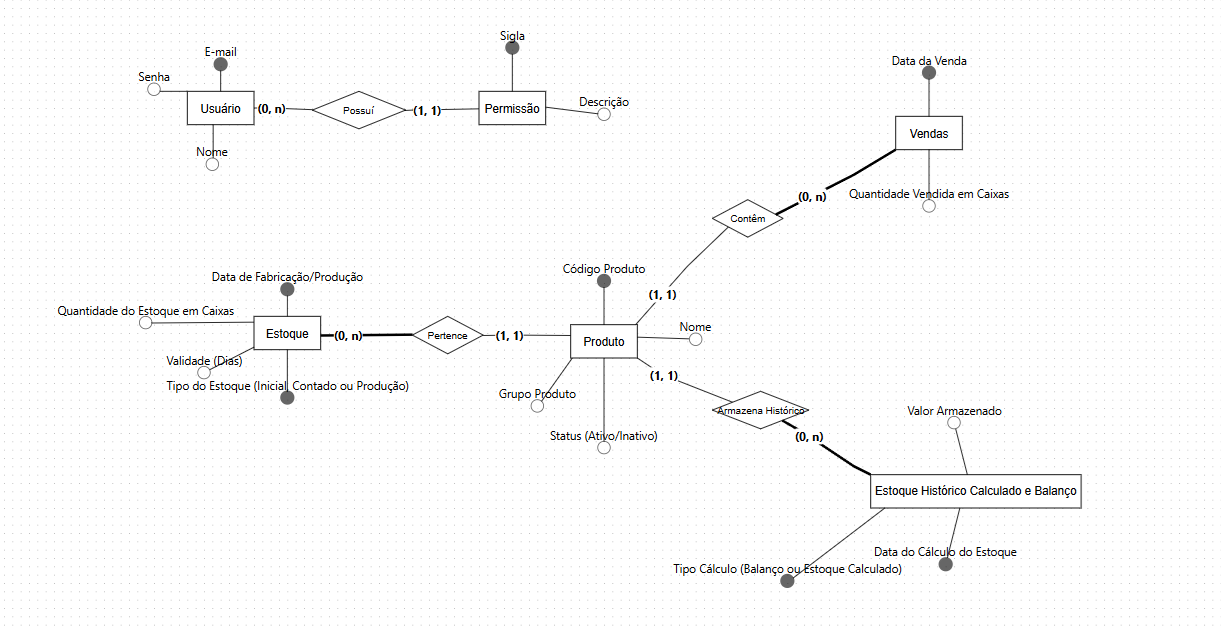 Sigla
E-mail
Senha
Usuário
(0, n)
Possuí
(1, 1)
Permissão
Descrição
Nome
Data da Venda
Vendas
Quantidade Vendida em Caixas
(0, n)
Contêm
(1, 1)
Código Produto
Data de Fabricação/Produção
Quantidade do Estoque em Caixas
Estoque
(0, n)
Pertence
(1, 1)
Produto
Nome
Validade (Dias)
Tipo do Estoque (Inicial, Contado ou Produção)
Grupo Produto
Status (Ativo/Inativo)
(1, 1)
Armazena Histórico
(0, n)
Valor Armazenado
Estoque Histórico Calculado e Balanço
Data do Cálculo do Estoque
Tipo Cálculo (Balanço ou Estoque Calculado)